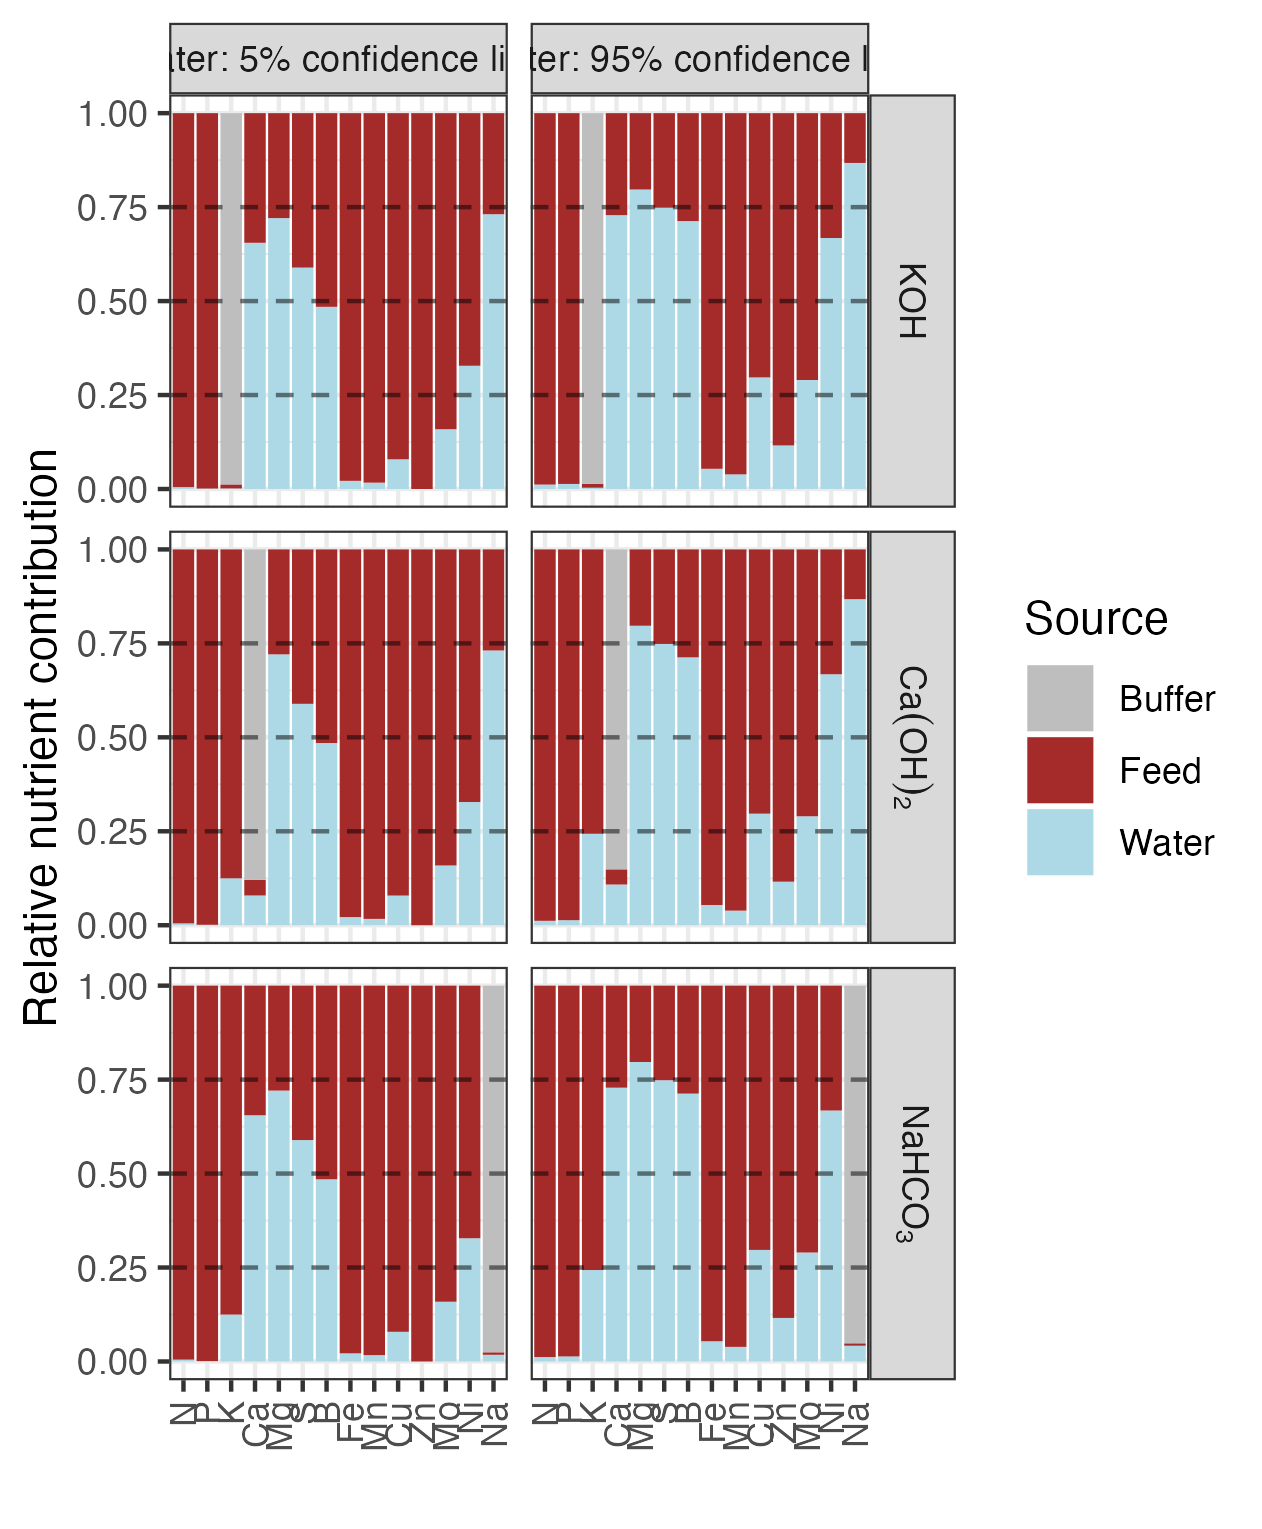 ter: 5% confidence li
ter: 95% confidence l
Relative nutrient contribution
1.00
0.75
0.50
0.25
0.00
KOH
1.00
0.75
0.50
0.25
0.00
Ca(OH)₂
1.00
0.75
0.50
0.25
0.00
NaHCO₃
N P K Ca Mg S B Fe Mn Cu Zn Mo Ni Na
N P K Ca Mg S B Fe Mn Cu Zn Mo Ni Na
Source
Buffer
Feed
Water